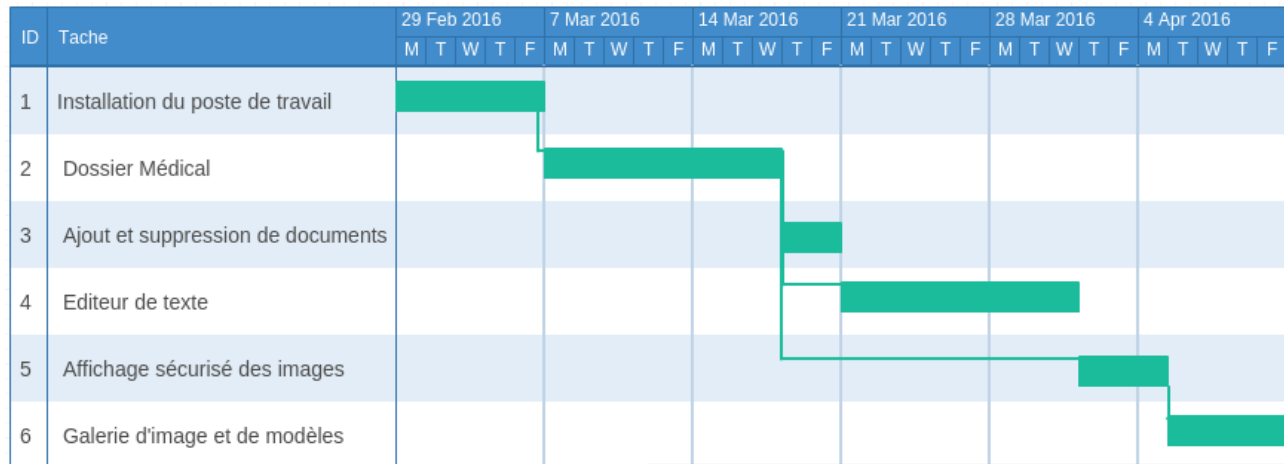 ID Tache 29 Feb 2016 7 Mar 2016 14 Mar 2016 21 Mar 2016 28 Mar 2016 4 Apr 2016
M T W T F M T W T F M T W T F M T W T F M T W T F M T W T F
1 Installation du poste de travail
2 Dossier Médical
3 Ajout et suppression de documents
4 Editeur de texte
5 Affichage sécurisé des images
6 Galerie d'image et de modèles